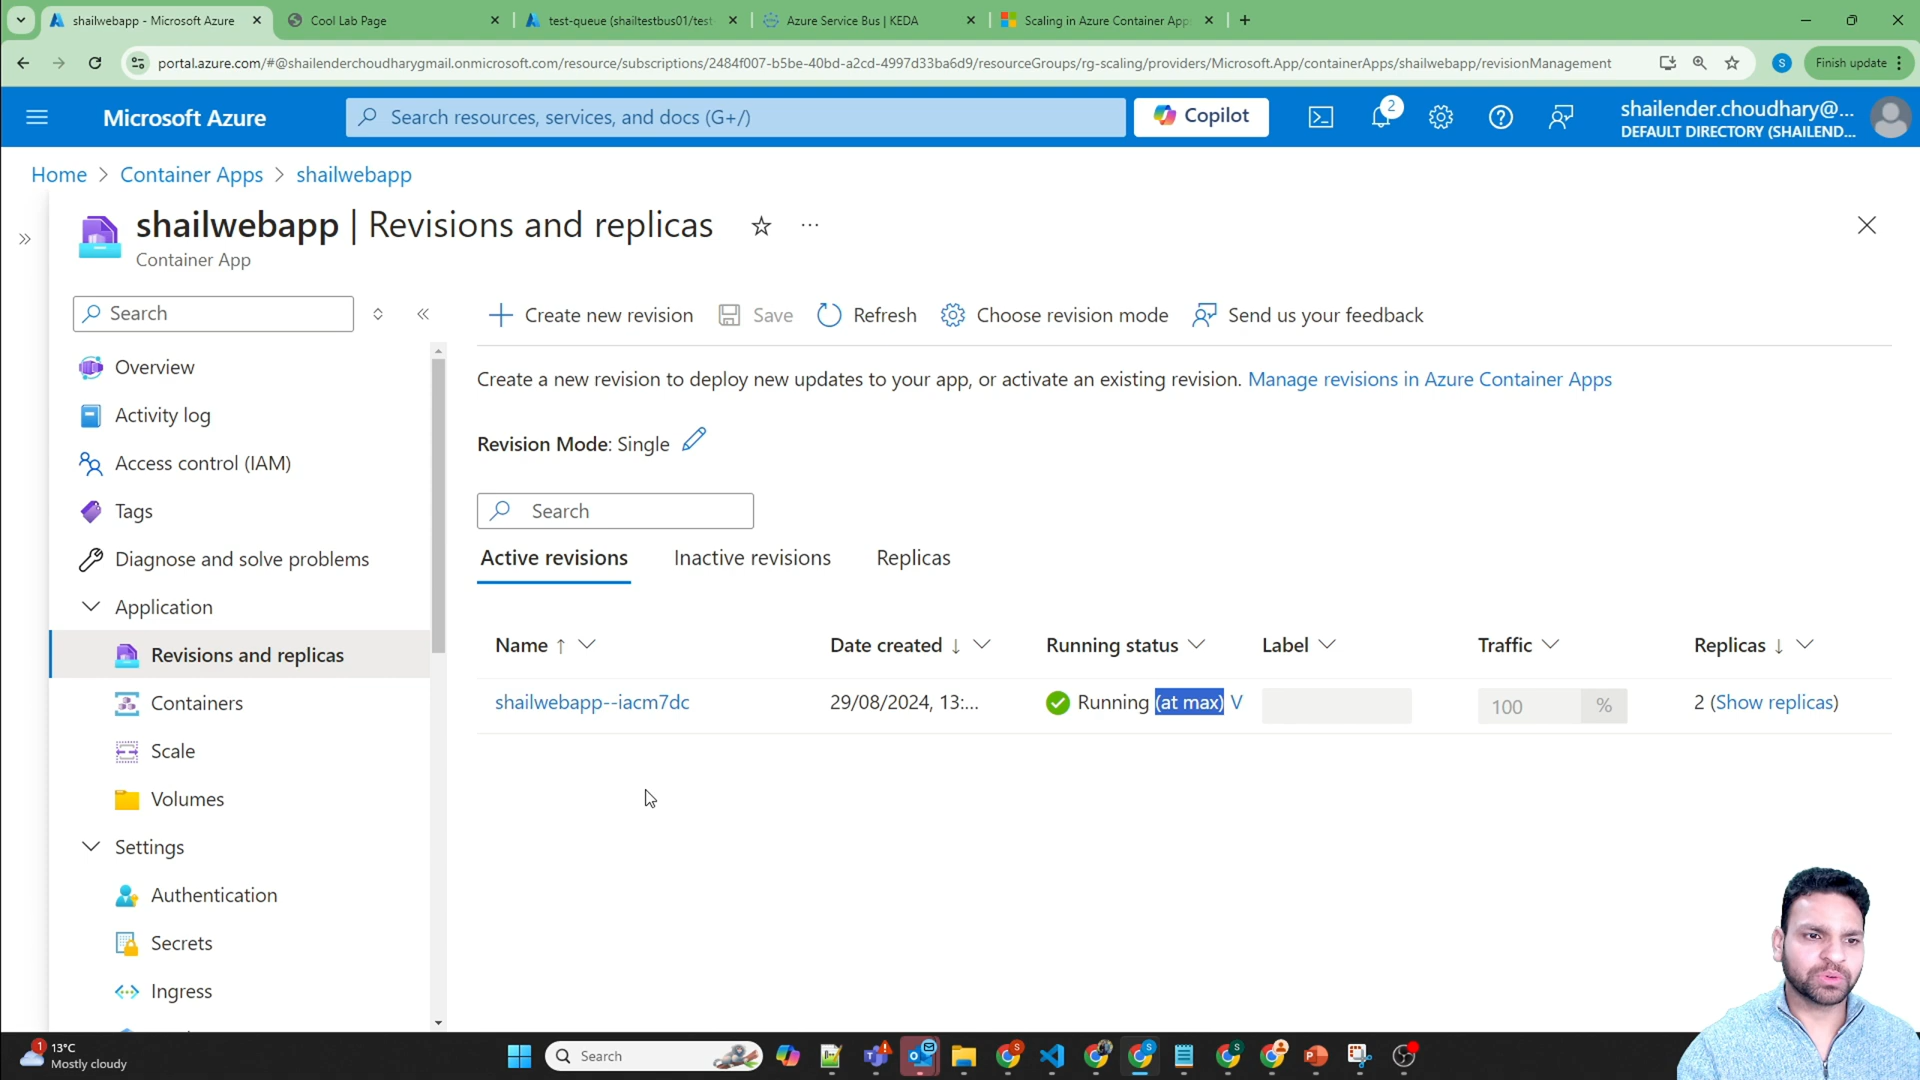 shailwebapp - Microsoft Azure
Cool Lab Page
test-queue (shailtestbus01/test-
Azure Service Bus | KEDA
Scaling in Azure Container Apps
portal.azure.com/#@shailenderchoudharygmail.onmicrosoft.com/resource/subscriptions/2484f007-b5be-40bd-a2cd-4997d33ba6d9/resourceGroups/rg-scaling/providers/Microsoft.App/containerApps/shailwebapp/revisionManagement
S
Finish update
Microsoft Azure
Search resources, services, and docs (G+/)
Copilot
2
shailender.choudhary@...
DEFAULT DIRECTORY (SHAILEND...
Home > Container Apps > shailwebapp
shailwebapp | Revisions and replicas
Container App
Search
Create new revision
Save
Refresh
Choose revision mode
Send us your feedback
Create a new revision to deploy new updates to your app, or activate an existing revision. Manage revisions in Azure Container Apps
Revision Mode: Single
Search
Active revisions
Inactive revisions
Replicas
Name ↑
Date created ↓
Running status
Label
Traffic
Replicas ↓
shailwebapp--iacm7dc
29/08/2024, 13:...
Running (at max) V
100 %
2 (Show replicas)
Overview
Activity log
Access control (IAM)
Tags
Diagnose and solve problems
Application
Revisions and replicas
Containers
Scale
Volumes
Settings
Authentication
Secrets
Ingress
1
13°C
Mostly cloudy
Search